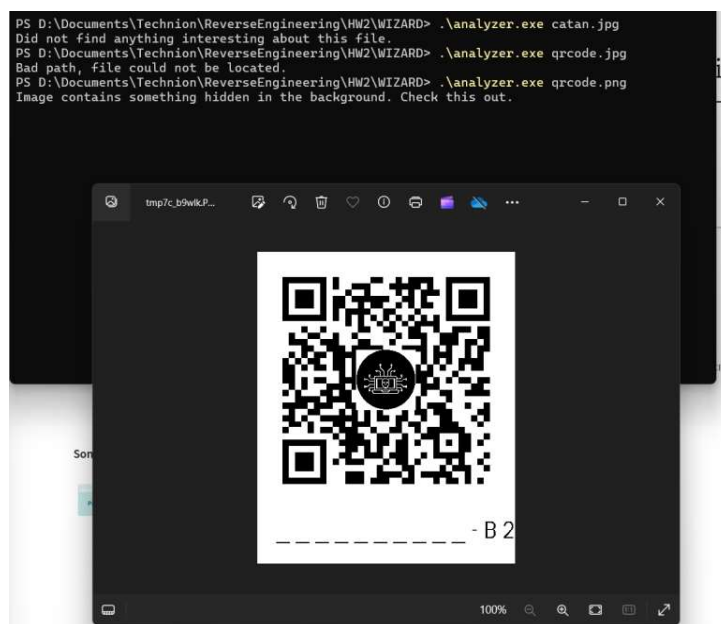 PS D:\Documents\Technion\ReverseEngineering\HW2\WIZARD> .\analyzer.exe catan.jpg
Did not find anything interesting about this file.
PS D:\Documents\Technion\ReverseEngineering\HW2\WIZARD> .\analyzer.exe qrcode.jpg
Bad path, file could not be located.
PS D:\Documents\Technion\ReverseEngineering\HW2\WIZARD> .\analyzer.exe qrcode.png
Image contains something hidden in the background. Check this out.
tmp7c_b9wlk.P...
_ _ _ _ _ _ _ _ _ _ - B 2
Son
100%